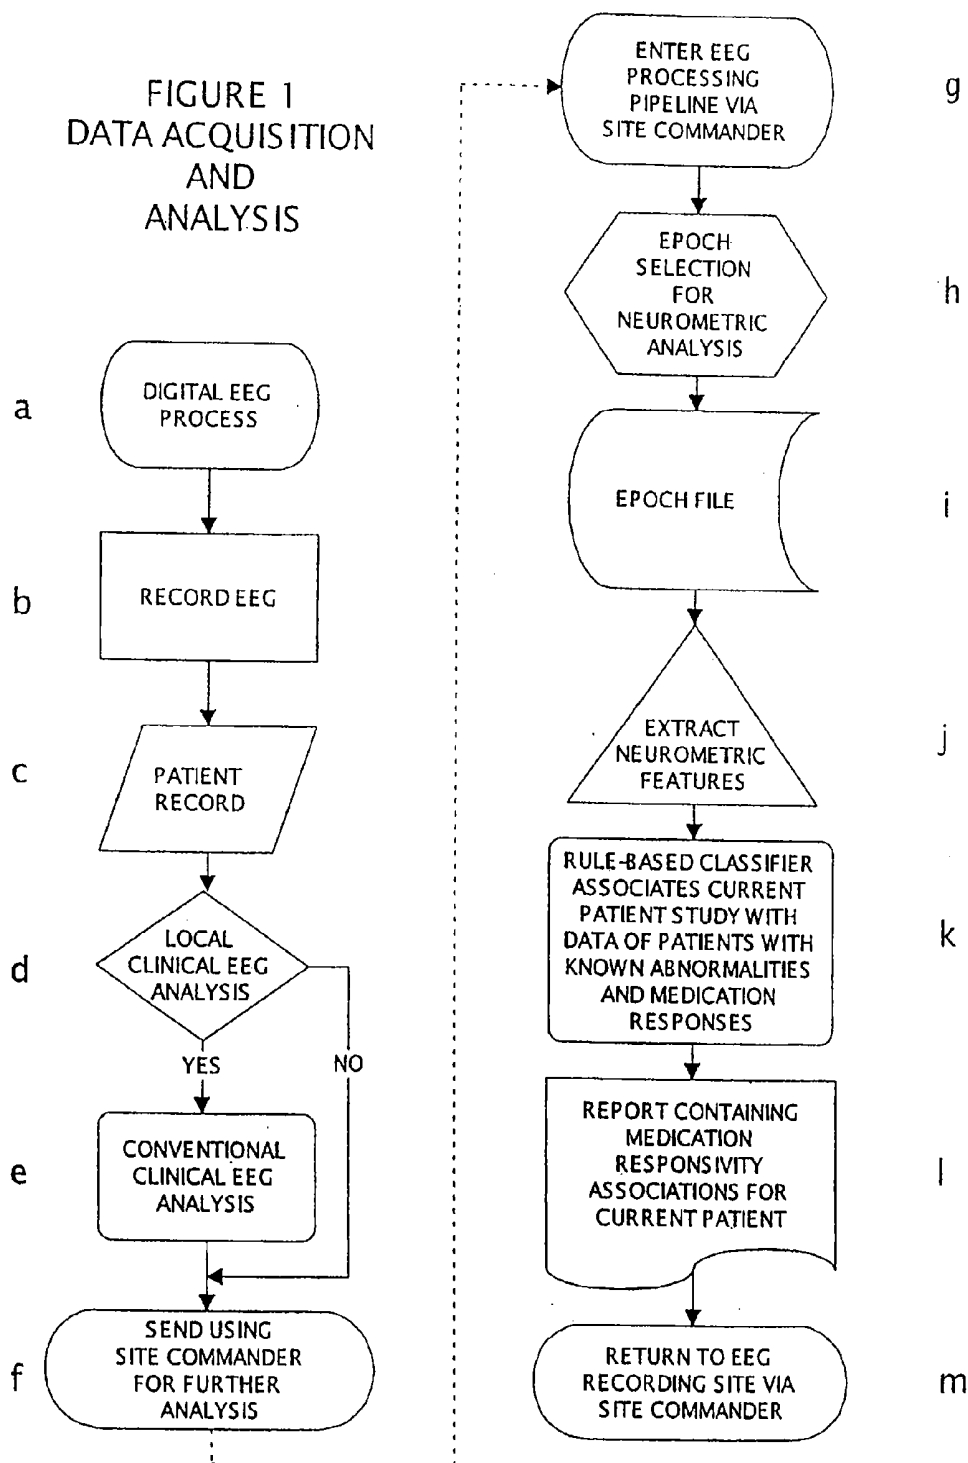 FIGURE 1
DATA ACQUISITION
AND
ANALYSIS
a
DIGITAL EEG
PROCESS
b
RECORD EEG
c
PATIENT
RECORD
d
LOCAL
CLINICAL EEG
ANALYSIS
YES
NO
e
CONVENTIONAL
CLINICAL EEG
ANALYSIS
f
SEND USING
SITE COMMANDER
FOR FURTHER
ANALYSIS
ENTER EEG
PROCESSING
PIPELINE VIA
SITE COMMANDER
g
EPOCH
SELECTION
FOR
NEUROMETRIC
ANALYSIS
h
EPOCH FILE
i
EXTRACT
NEUROMETRIC
FEATURES
j
RULE-BASED CLASSIFIER
ASSOCIATES CURRENT
PATIENT STUDY WITH
DATA OF PATIENTS WITH
KNOWN ABNORMALITIES
AND MEDICATION
RESPONSES
k
REPORT CONTAINING
MEDICATION
RESPONSIVITY
ASSOCIATIONS FOR
CURRENT PATIENT
l
RETURN TO EEG
RECORDING SITE VIA
SITE COMMANDER
m